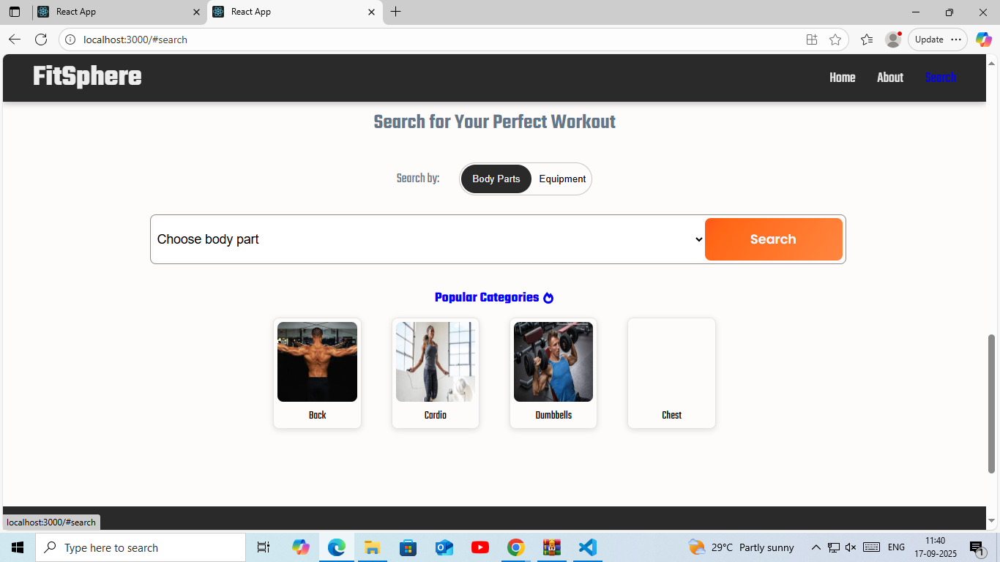 React App
React App
localhost:3000/#search
Update
FitSphere
Home About Search
Search for Your Perfect Workout
Search by: Body Parts Equipment
Choose body part Search
Popular Categories
Back Cardio Dumbbells Chest
localhost:3000/#search
Type here to search
29°C Partly sunny
ENG
11:40
17-09-2025
1